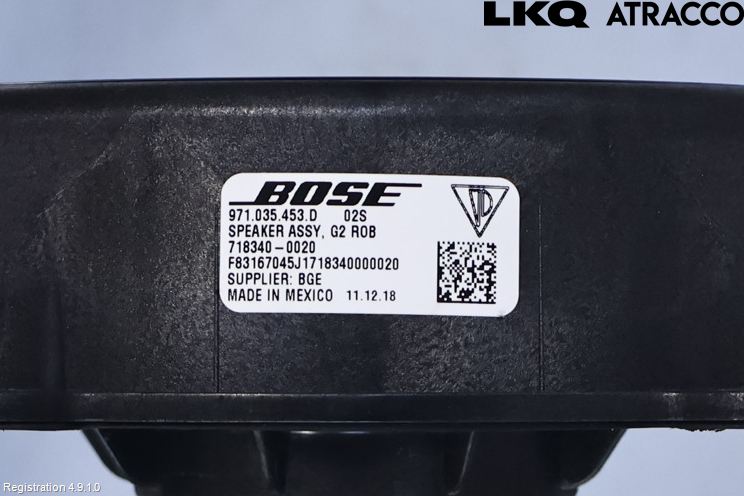 LKQ ATRACCO
BOSE
971.035.453.D 02S
SPEAKER ASSY, G2 ROB
718340-0020
F83167045J1718340000020
SUPPLIER: BGE
MADE IN MEXICO 11.12.18
Registration 4.9.1.0